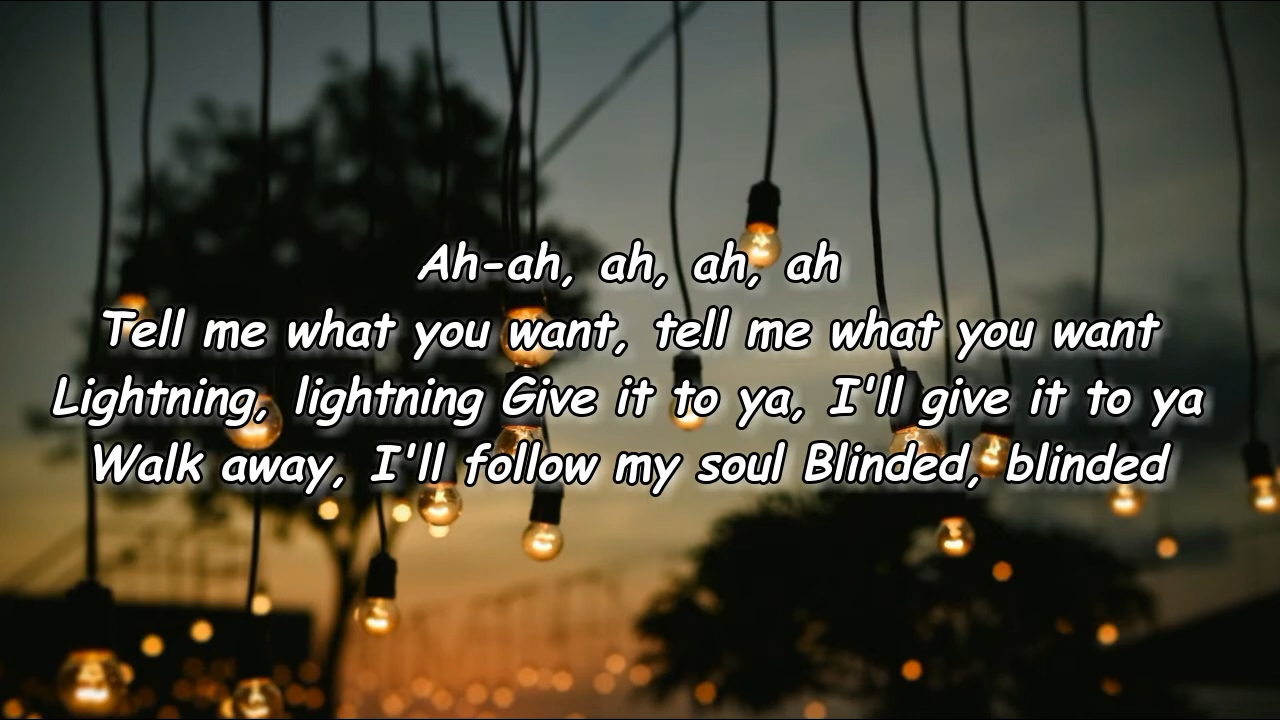 Ah-ah, ah, ah, ah
Tell me what you want, tell me what you want
Lightning, lightning Give it to ya, I'll give it to ya
Walk away, I'll follow my soul Blinded, blinded